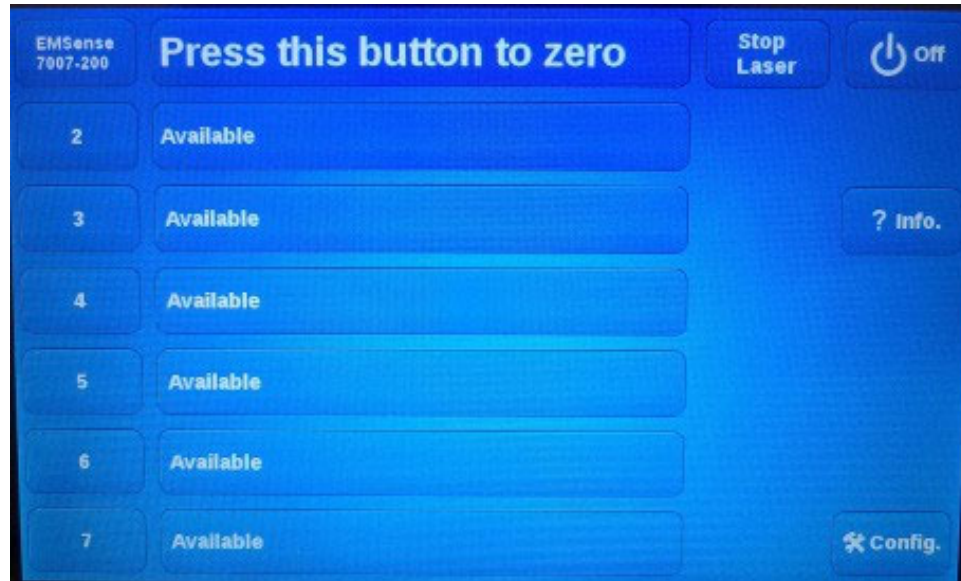 EMSense
7007-200
Press this button to zero
Stop
Laser
Off
2
Available
3
Available
? Info.
4
Available
5
Available
6
Available
7
Available
Config.